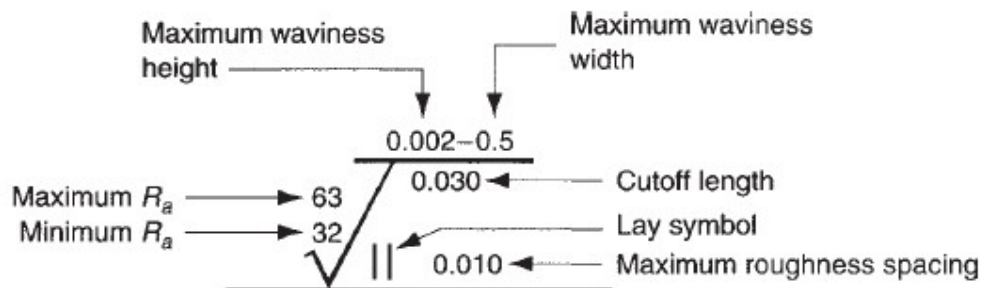 Maximum waviness
height
Maximum waviness
width
0.002–0.5
Maximum Ra
63
0.030
Cutoff length
Minimum Ra
32
||
Lay symbol
0.010
Maximum roughness spacing